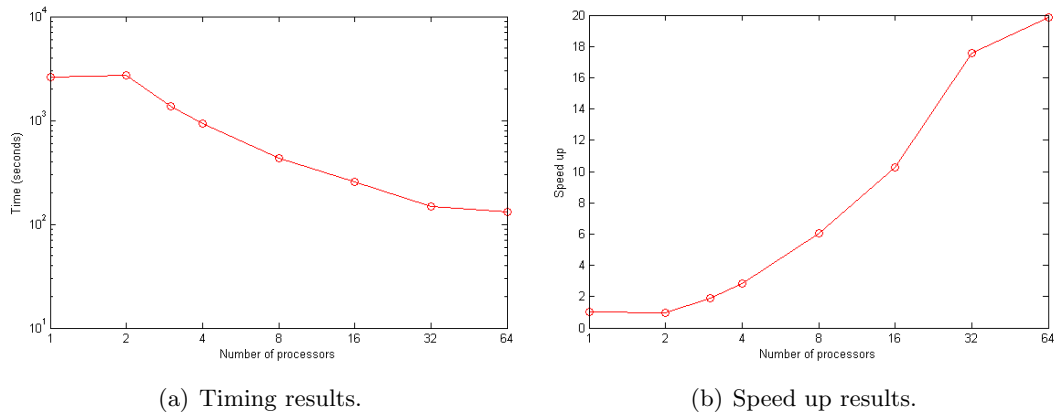 10^4
10^3
10^2
10^1
Time (seconds)
1 2 4 8 16 32 64
Number of processors
(a) Timing results.
20
18
16
14
12
10
8
6
4
2
0
Speed up
1 2 4 8 16 32 64
Number of processors
(b) Speed up results.